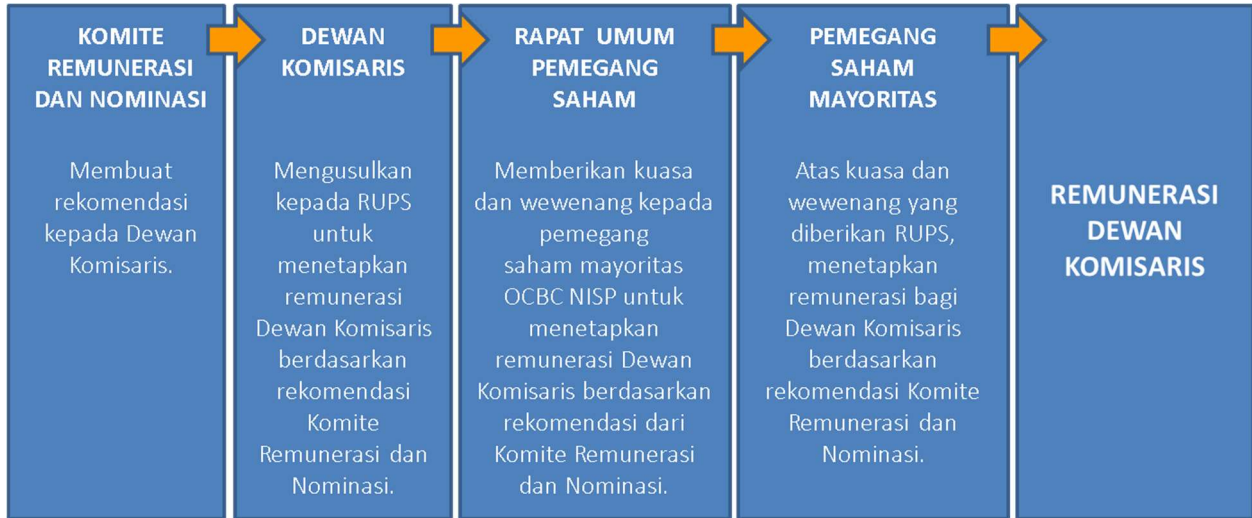 KOMITE
REMUNERASI
DAN NOMINASI
Membuat
rekomendasi
kepada Dewan
Komisaris.
DEWAN
KOMISARIS
Mengusulkan
kepada RUPS
untuk
menetapkan
remunerasi
Dewan Komisaris
berdasarkan
rekomendasi
Komite
Remunerasi dan
Nominasi.
RAPAT UMUM
PEMEGANG
SAHAM
Memberikan kuasa
dan wewenang kepada
pemegang
saham mayoritas
OCBC NISP untuk
menetapkan
remunerasi Dewan
Komisaris berdasarkan
rekomendasi dari
Komite Remunerasi
dan Nominasi.
PEMEGANG
SAHAM
MAYORITAS
Atas kuasa dan
wewenang yang
diberikan RUPS,
menetapkan
remunerasi bagi
Dewan Komisaris
berdasarkan
rekomendasi Komite
Remunerasi dan
Nominasi.
REMUNERASI
DEWAN
KOMISARIS